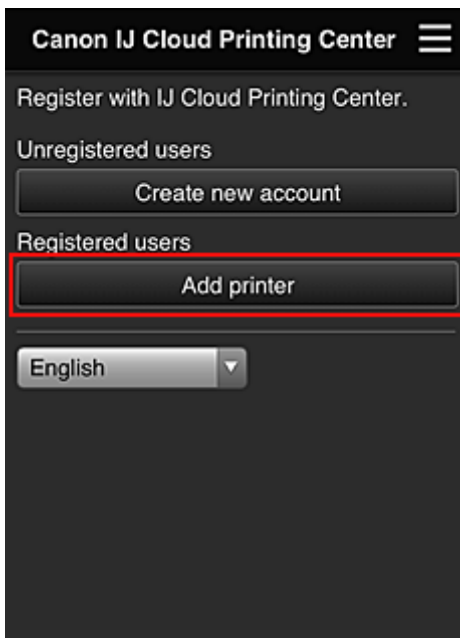 Canon IJ Cloud Printing Center
Register with IJ Cloud Printing Center.
Unregistered users
Create new account
Registered users
Add printer
English